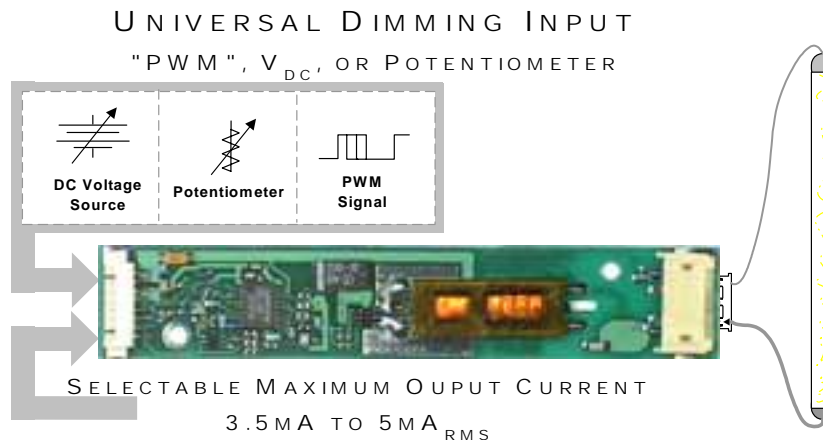 UNIVERSAL DIMMING INPUT
"PWM", VDC, OR POTENTIOMETER
DC Voltage
Source
Potentiometer
PWM
Signal
SELECTABLE MAXIMUM OUPUT CURRENT
3.5MA TO 5MARMS